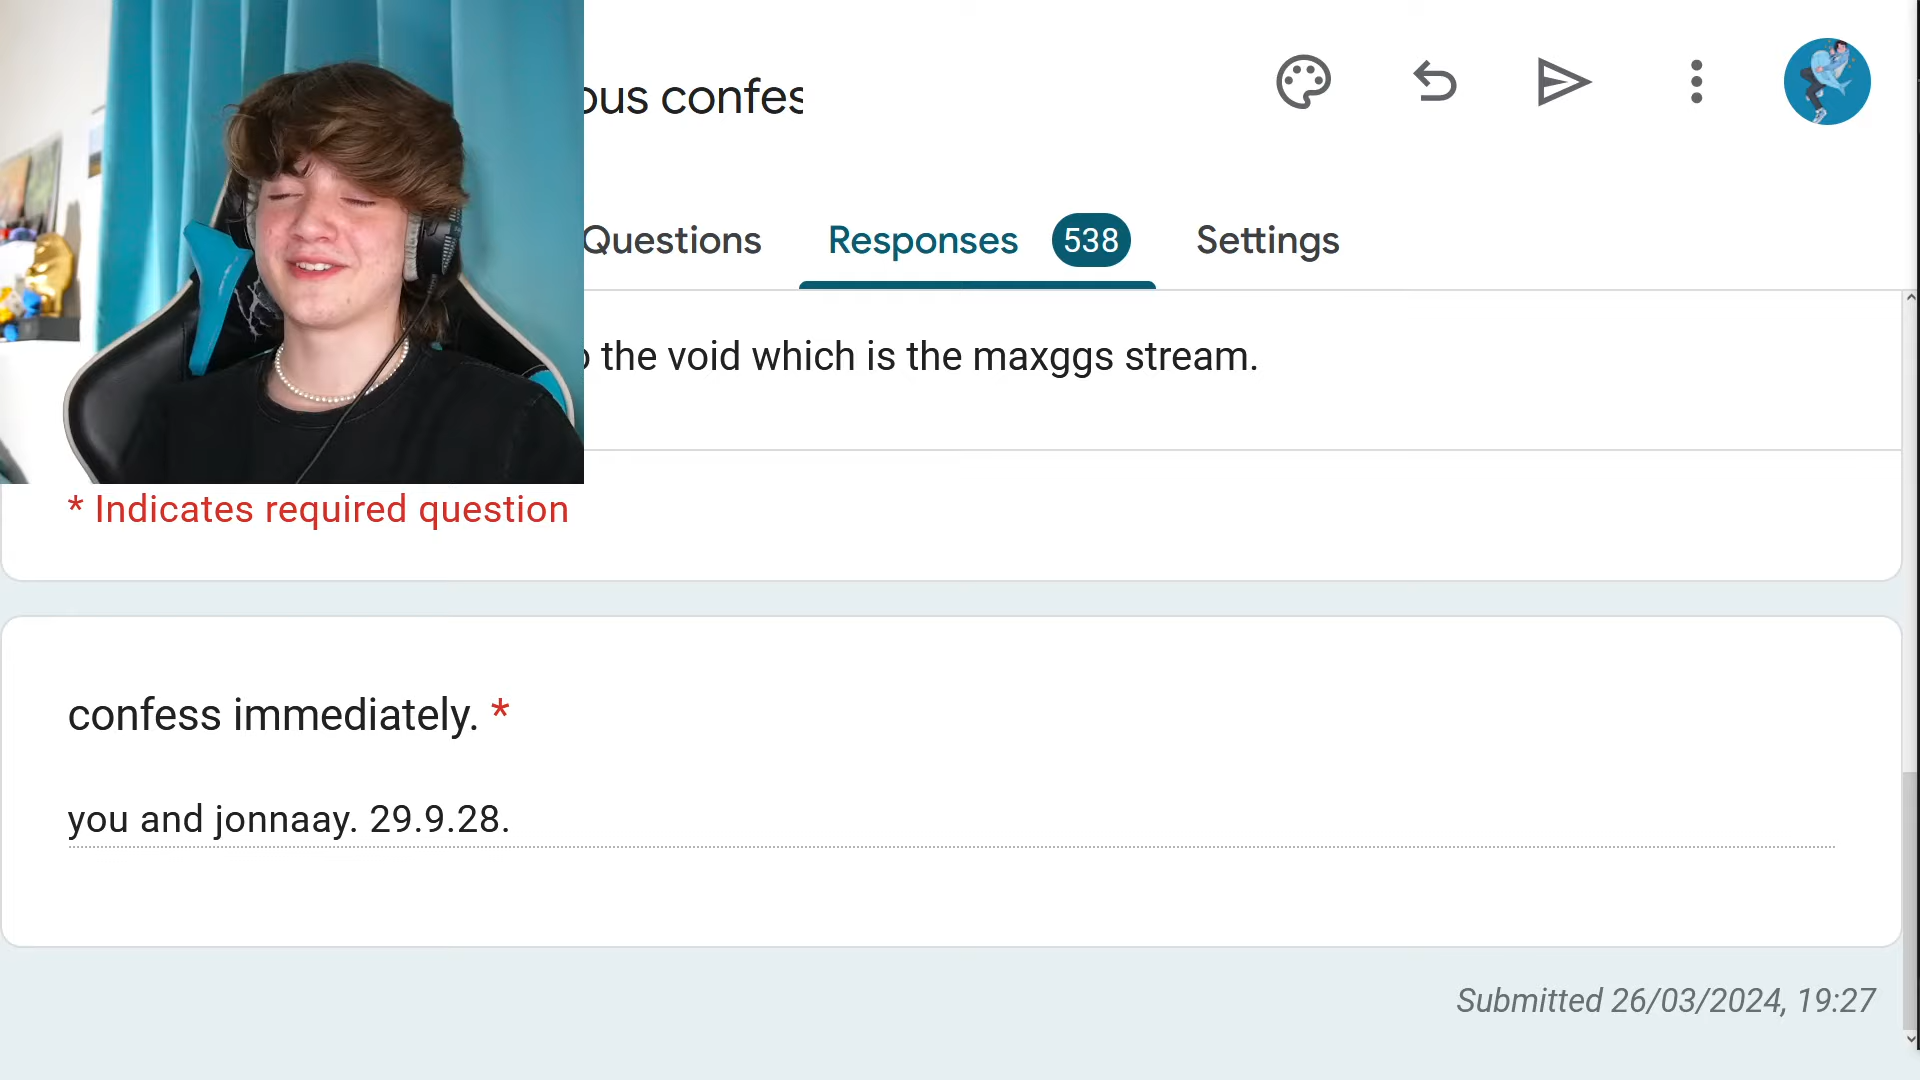 ous confes
Questions Responses 538 Settings
the void which is the maxggs stream.
* Indicates required question
confess immediately. *
you and jonnaay. 29.9.28.
Submitted 26/03/2024, 19:27